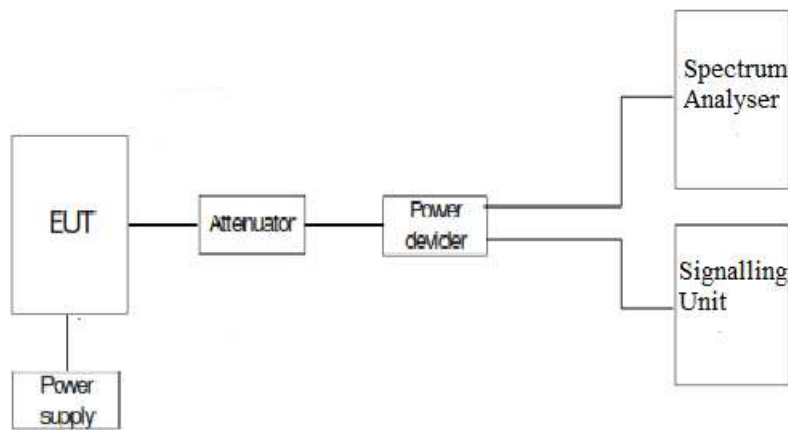 Spectrum
Analyser
EUT
Attenuator
Power
devider
Signalling
Unit
Power
supply